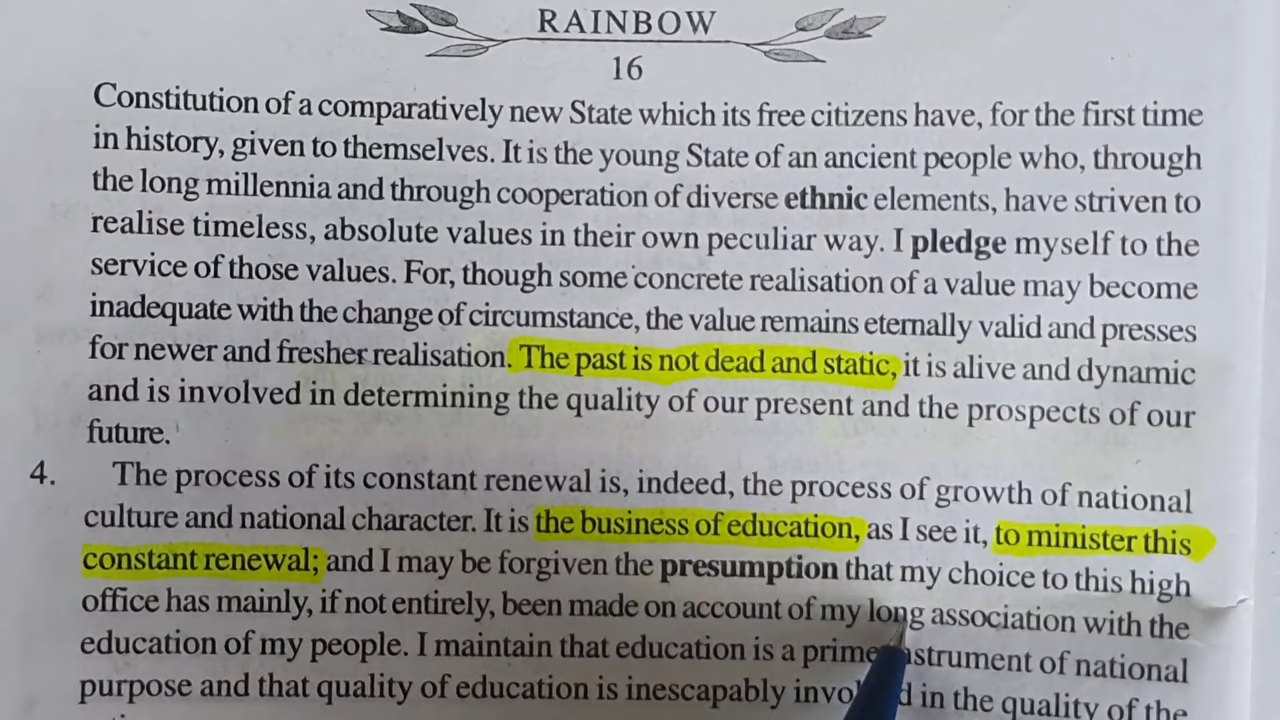 RAINBOW
16
Constitution of a comparatively new State which its free citizens have, for the first time
in history, given to themselves. It is the young State of an ancient people who, through
the long millennia and through cooperation of diverse ethnic elements, have striven to
realise timeless, absolute values in their own peculiar way. I pledge myself to the
service of those values. For, though some concrete realisation of a value may become
inadequate with the change of circumstance, the value remains eternally valid and presses
for newer and fresher realisation. The past is not dead and static, it is alive and dynamic
and is involved in determining the quality of our present and the prospects of our
future.
4. The process of its constant renewal is, indeed, the process of growth of national
culture and national character. It is the business of education, as I see it, to minister this
constant renewal; and I may be forgiven the presumption that my choice to this high
office has mainly, if not entirely, been made on account of my long association with the
education of my people. I maintain that education is a prime instrument of national
purpose and that quality of education is inescapably involved in the quality of the